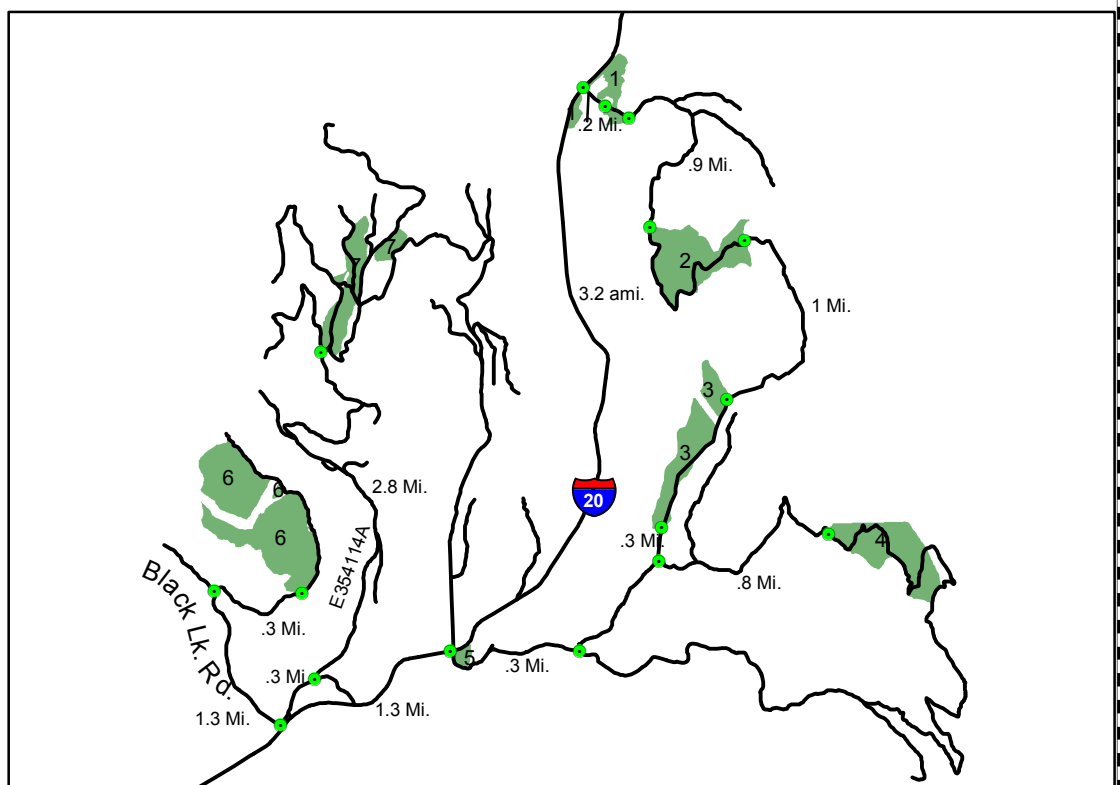 1
1
.2 Mi.
.9 Mi.
7
7
2
3.2 ami.
1 Mi.
3
3
6
6
6
2.8 Mi.
20
E354114A
.3 Mi.
4
.8 Mi.
Black Lk. Rd.
.3 Mi.
5
.3 Mi.
.3 Mi
1.3 Mi.
1.3 Mi.